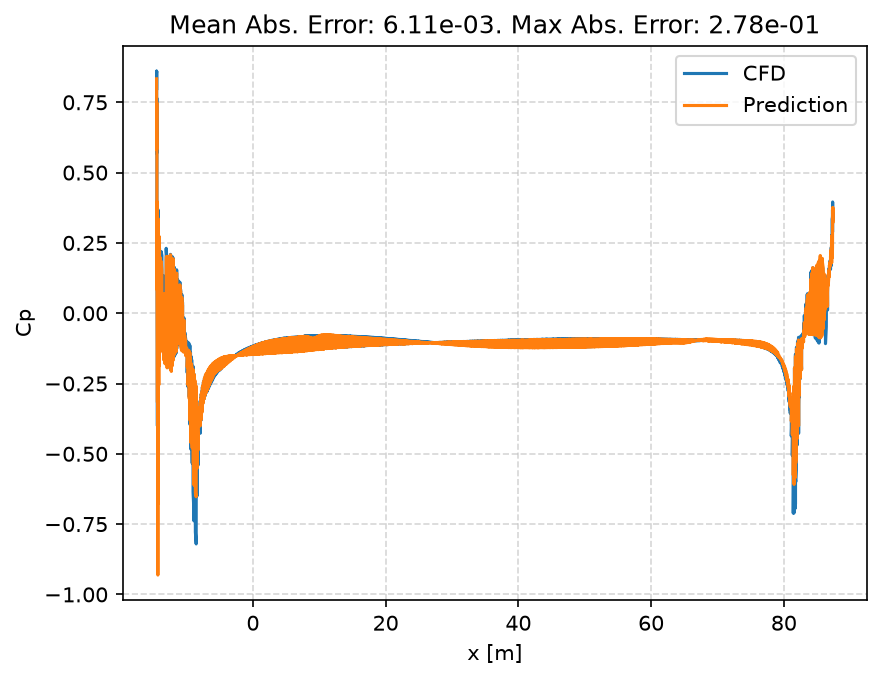 Mean Abs. Error: 6.11e-03. Max Abs. Error: 2.78e-01
CFD
Prediction
0.75
0.50
0.25
0.00
−0.25
−0.50
−0.75
−1.00
Cp
0 20 40 60 80
x [m]